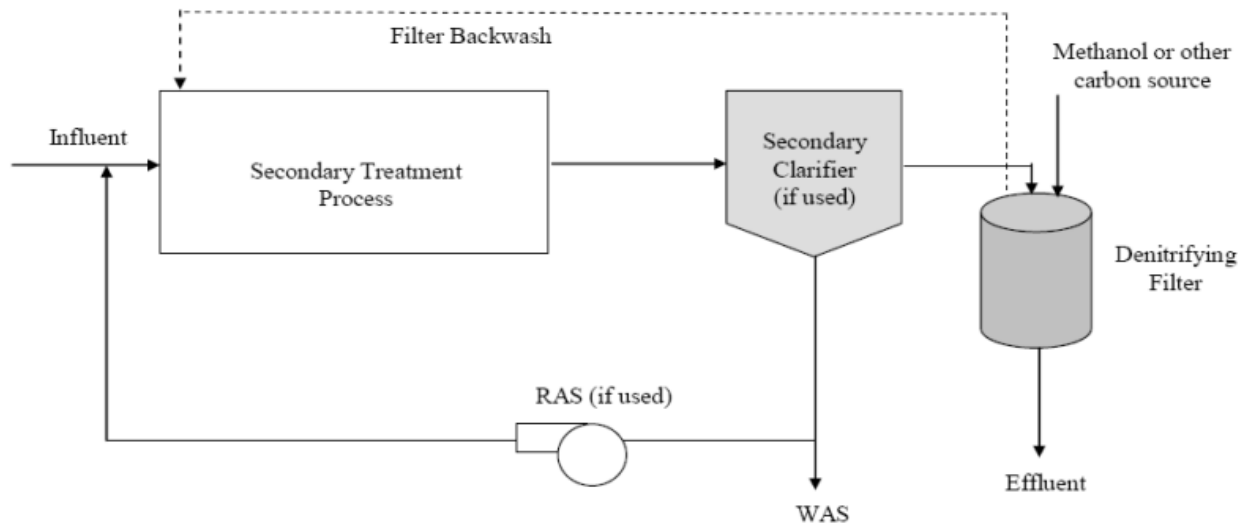 Filter Backwash
Methanol or other
carbon source
Influent
Secondary Treatment
Process
Secondary
Clarifier
(if used)
Denitrifying
Filter
RAS (if used)
Effluent
WAS